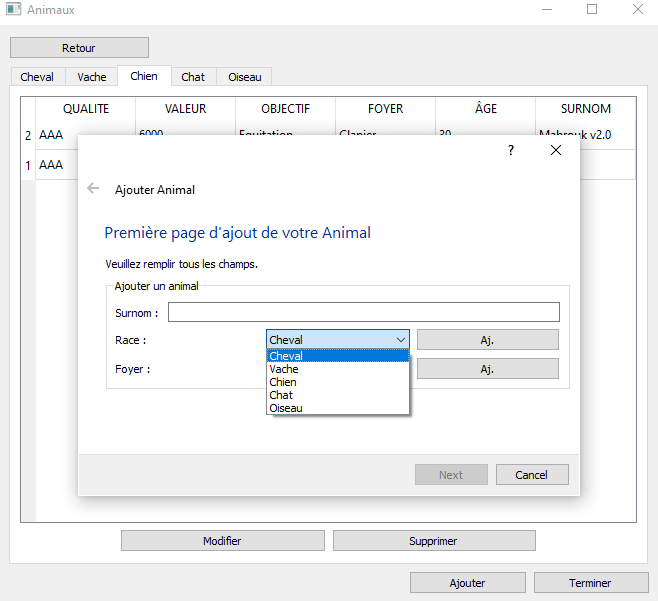 Animaux
Retour
Cheval Vache Chien Chat Oiseau
QUALITE VALEUR OBJECTIF FOYER ÂGE SURNOM
2 AAA 6000 Equitation Clapier 30 Mabrouk v2.0
1 AAA
?
Ajouter Animal
Première page d'ajout de votre Animal
Veuillez remplir tous les champs.
Ajouter un animal
Surnom :
Race : Cheval Aj.
Cheval
Vache
Foyer : Aj.
Chien
Chat
Oiseau
Next Cancel
Modifier Supprimer
Ajouter Terminer